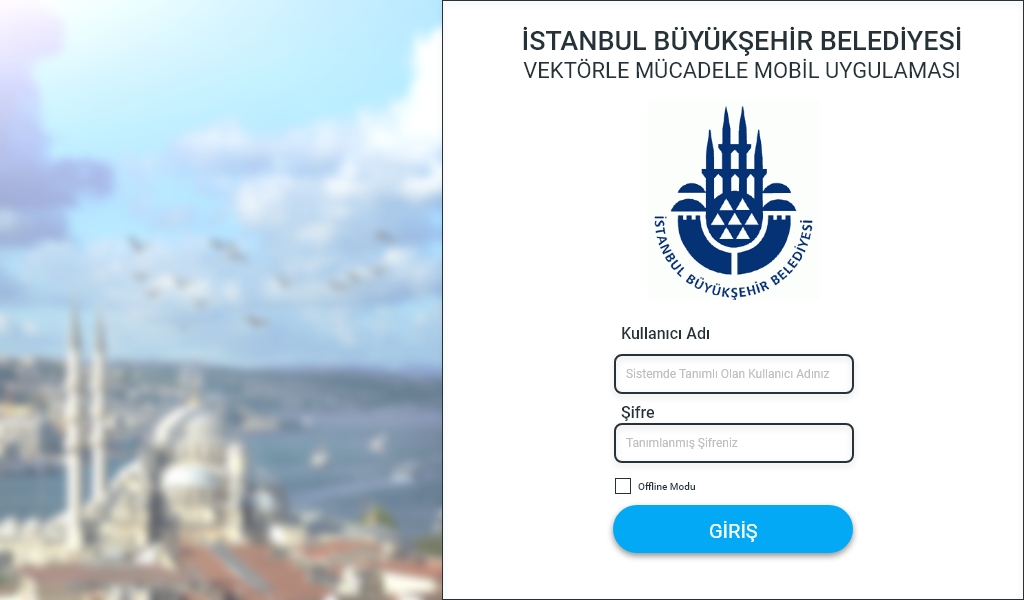 İSTANBUL BÜYÜKŞEHİR BELEDİYESİ
VEKTÖRLE MÜCADELE MOBİL UYGULAMASI
İSTANBUL BÜYÜKŞEHİR BELEDİYESİ
Kullanıcı Adı
Sistemde Tanımlı Olan Kullanıcı Adınız
Şifre
Tanımlanmış Şifreniz
Offline Modu
GİRİŞ